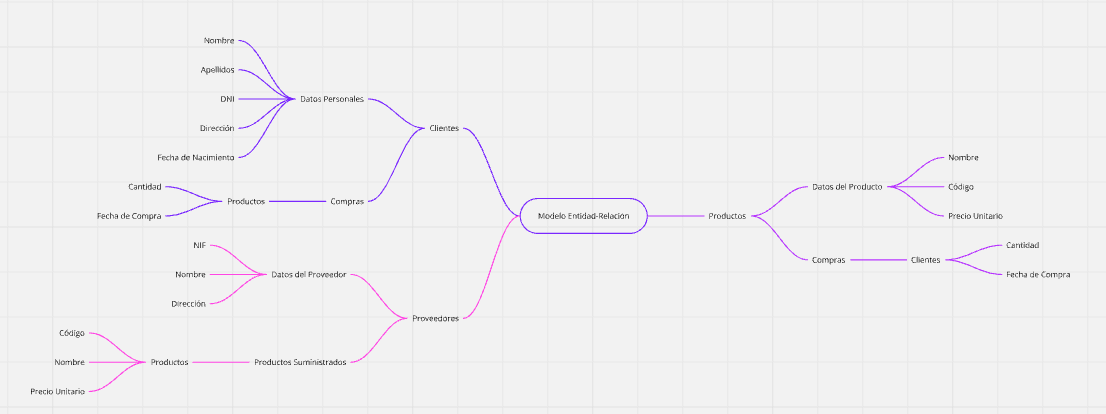 Nombre
Apellidos
DNI
Dirección
Fecha de Nacimiento
Datos Personales
Clientes
Cantidad
Fecha de Compra
Productos
Compras
NIF
Nombre
Dirección
Datos del Proveedor
Proveedores
Código
Nombre
Precio Unitario
Productos
Productos Suministrados
Modelo Entidad-Relación
Productos
Datos del Producto
Nombre
Código
Precio Unitario
Compras
Clientes
Cantidad
Fecha de Compra